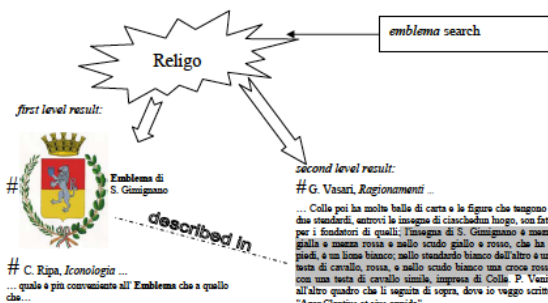 emblema search
Religo
first level result:
# Emblema di
S. Gimignano
described in
# C. Ripa, Iconologia ...
... quale è più conveniente all' Emblema che a quello
che...
second level result:
# G. Vasari, Ragionamenti ...
... Colle poi ha molte balle di carta e le figure che tengono
due stendardi, entrovi le insegne di ciaschedun luogo, son fat
per i fondatori di quelli; l'insegna di S. Gimignano è mezza
gialla e mezza rossa e nello scudo giallo e rosso, che ha
piedi, è un lione bianco; nello stendardo bianco dell'altro è un
testa di cavallo, rossa, e nello scudo bianco una croce ross
con una testa di cavallo simile, impresa di Colle. P. Veni
all'altro quadro che li seguita di sopra, dove io veggo scritt